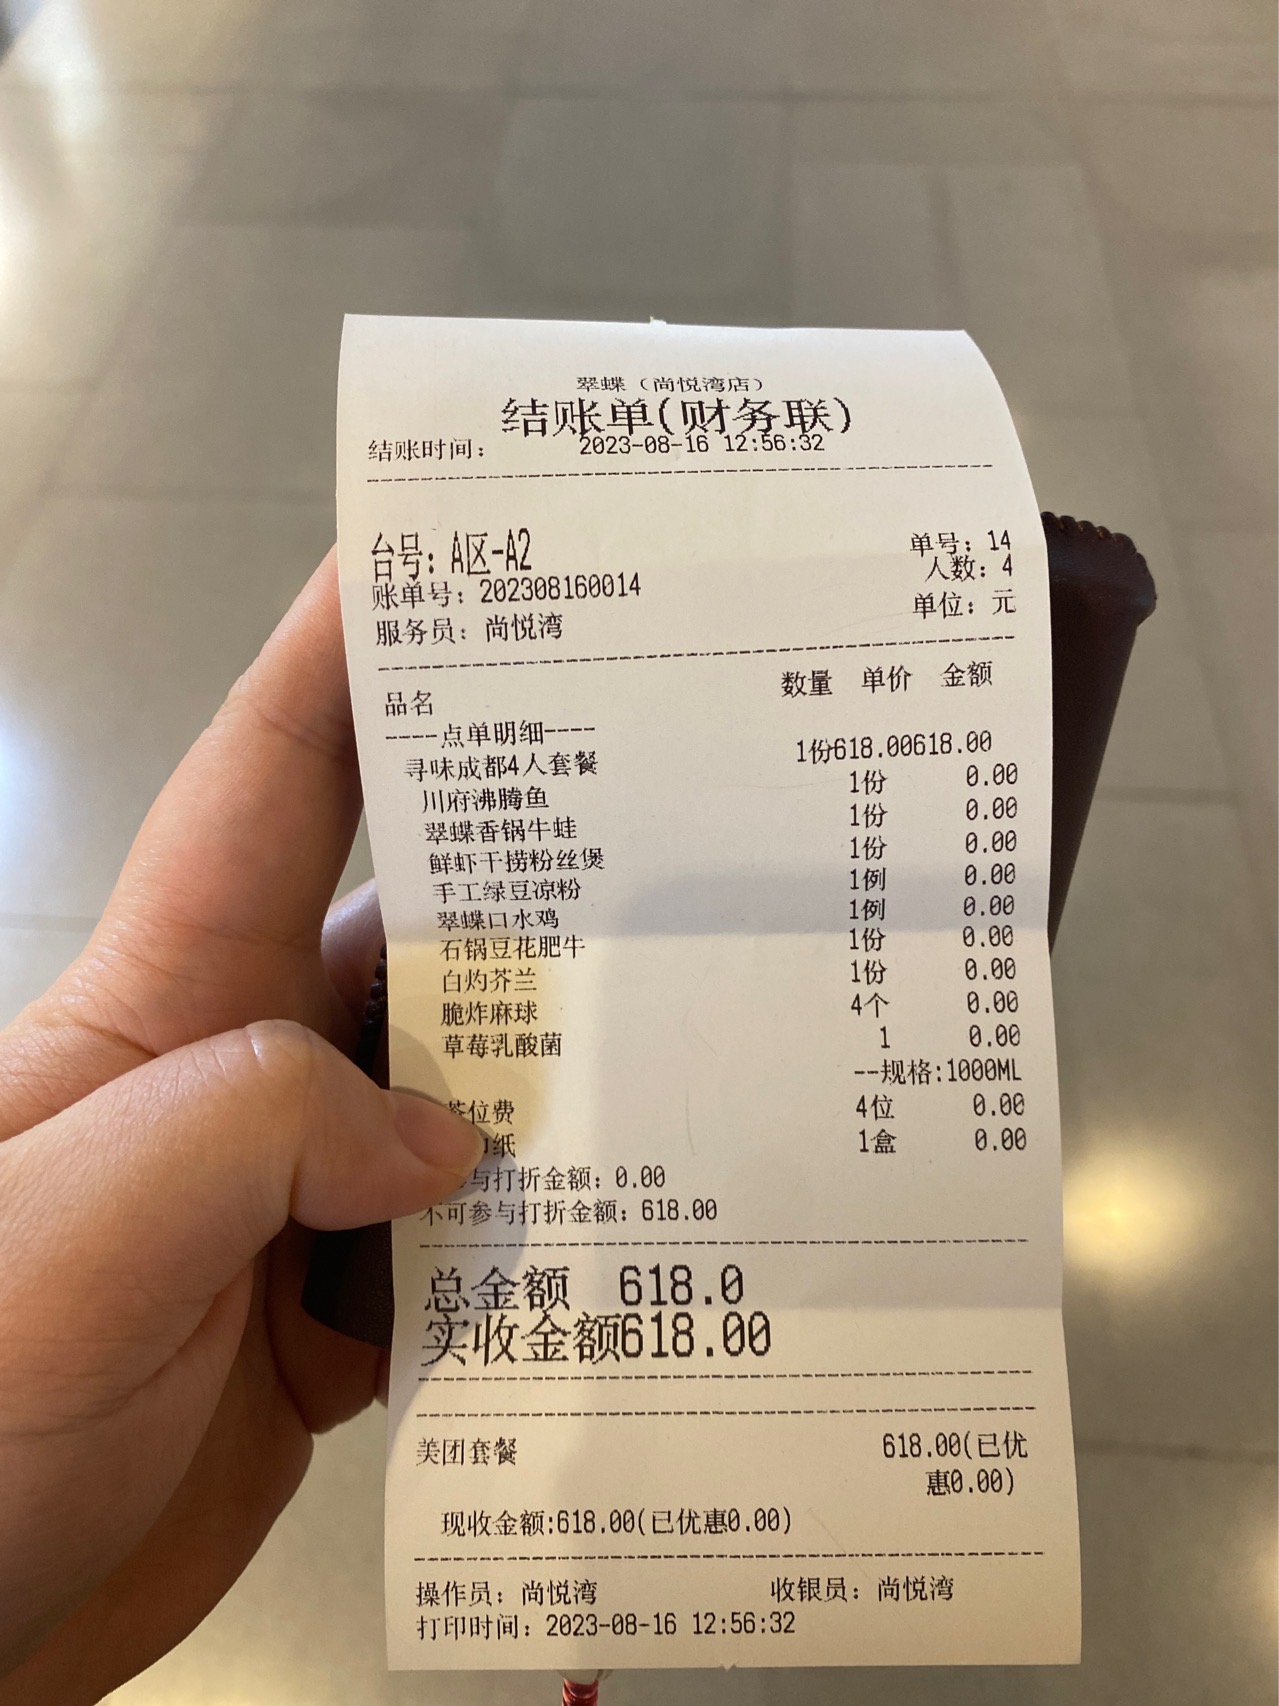 翠蝶（尚悦湾店）
结账单(财务联)
结账时间： 2023-08-16 12:56:32
台号：A区-A2 单号：14
人数：4
账单号：202308160014
单位：元
服务员：尚悦湾
品名 数量 单价 金额
----点单明细----
寻味成都4人套餐 1份618.00618.00
川府沸腾鱼 1份 0.00
翠蝶香锅牛蛙 1份 0.00
鲜虾干捞粉丝煲 1份 0.00
手工绿豆凉粉 1例 0.00
翠蝶口水鸡 1例 0.00
石锅豆花肥牛 1份 0.00
白灼芥兰 1份 0.00
脆炸麻球 4个 0.00
草莓乳酸菌 1 0.00
--规格:1000ML
茶位费 4位 0.00
纸 1盒 0.00
与打折金额：0.00
不可参与打折金额：618.00
总金额 618.0
实收金额618.00
美团套餐 618.00(已优
惠0.00)
现收金额:618.00(已优惠0.00)
操作员：尚悦湾 收银员：尚悦湾
打印时间：2023-08-16 12:56:32